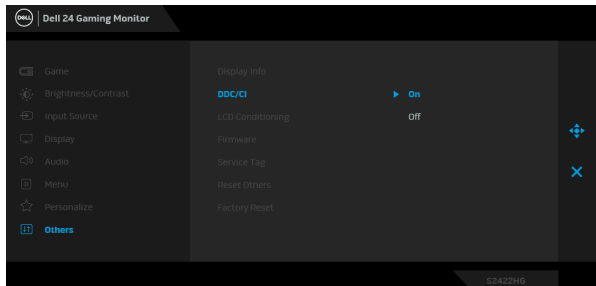 DELL Dell 24 Gaming Monitor
Game
Brightness/Contrast
Input Source
Display
Audio
Menu
Personalize
Others
Display Info
DDC/CI On
LCD Conditioning Off
Firmware
Service Tag
Reset Others
Factory Reset
S2422HG